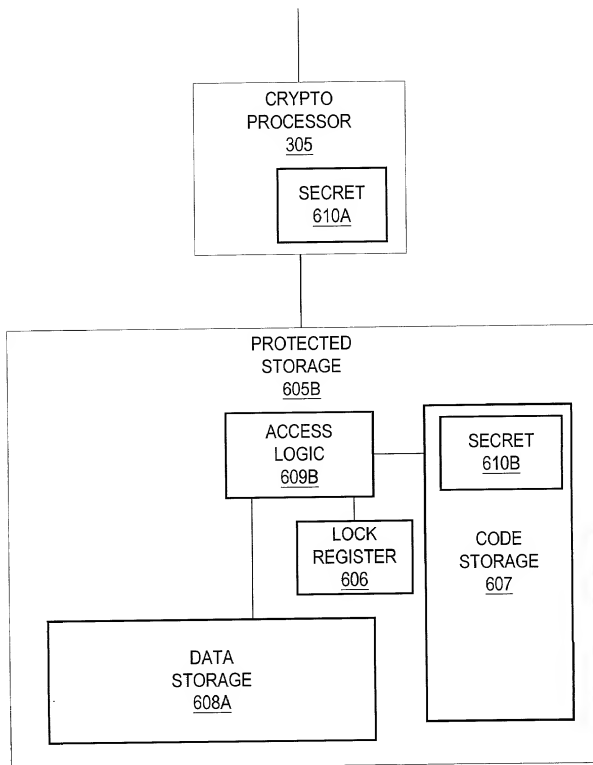 CRYPTO
PROCESSOR
305
SECRET
610A
PROTECTED
STORAGE
605B
ACCESS
LOGIC
609B
SECRET
610B
LOCK
REGISTER
606
CODE
STORAGE
607
DATA
STORAGE
608A